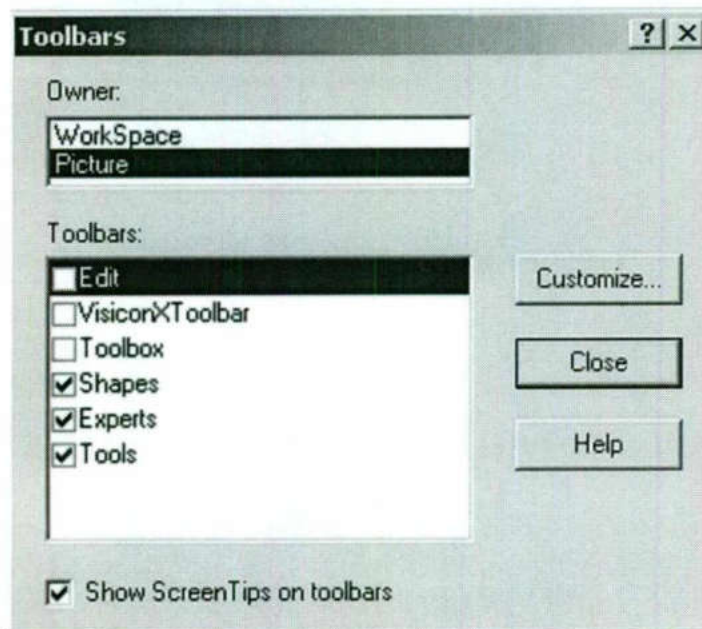 Toolbars
Owner:
WorkSpace
Picture
Toolbars:
Edit
VisiconXToolbar
Toolbox
Shapes
Experts
Tools
Customize...
Close
Help
Show ScreenTips on toolbars